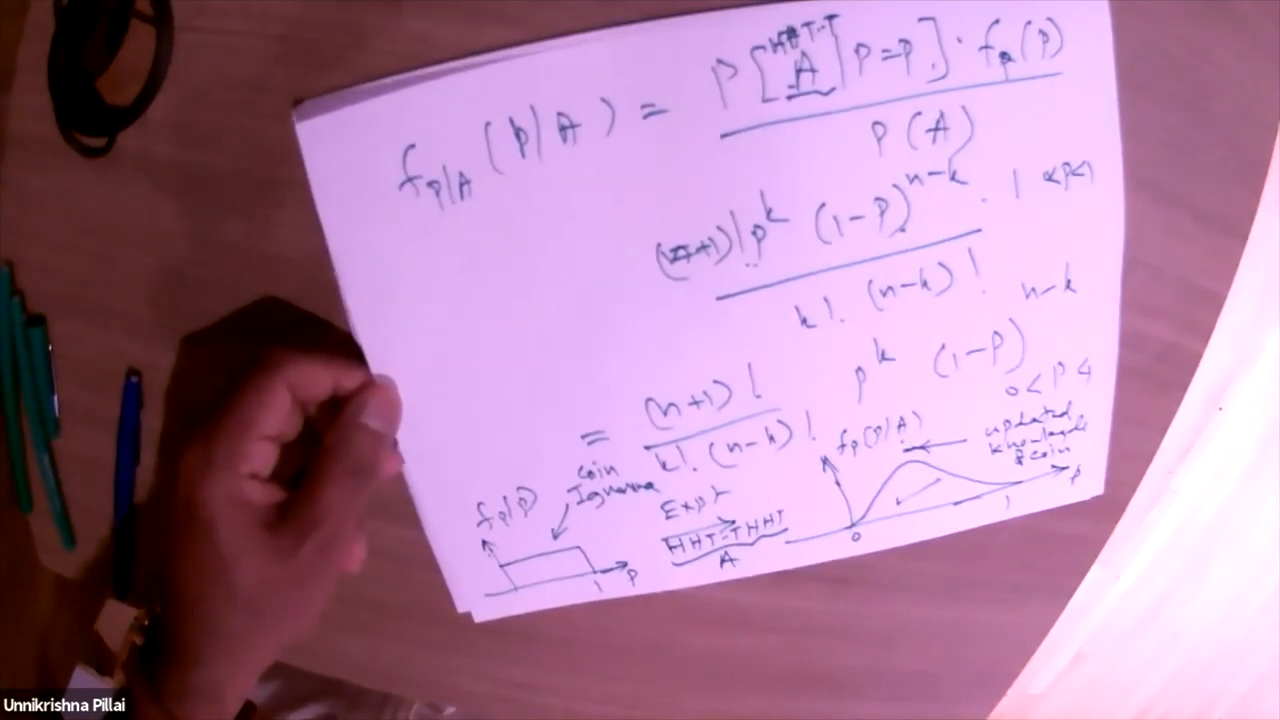 f_{P|A} (p|A) = P[A | P=p] · f_P(p)
HHT--T
P(A)
(n+1)! p^k (1-p)^{n-k} · 1 0<p<1
k! (n-k)!
= (n+1)! p^k (1-p)^{n-k}
k! (n-k)! 0<p<1
f_P(p) coin Ignorance
p
1
Expt
HHT--THHT
A
f_P(p|A)
updated knowledge of coin
0
1
p
Unnikrishna Pillai